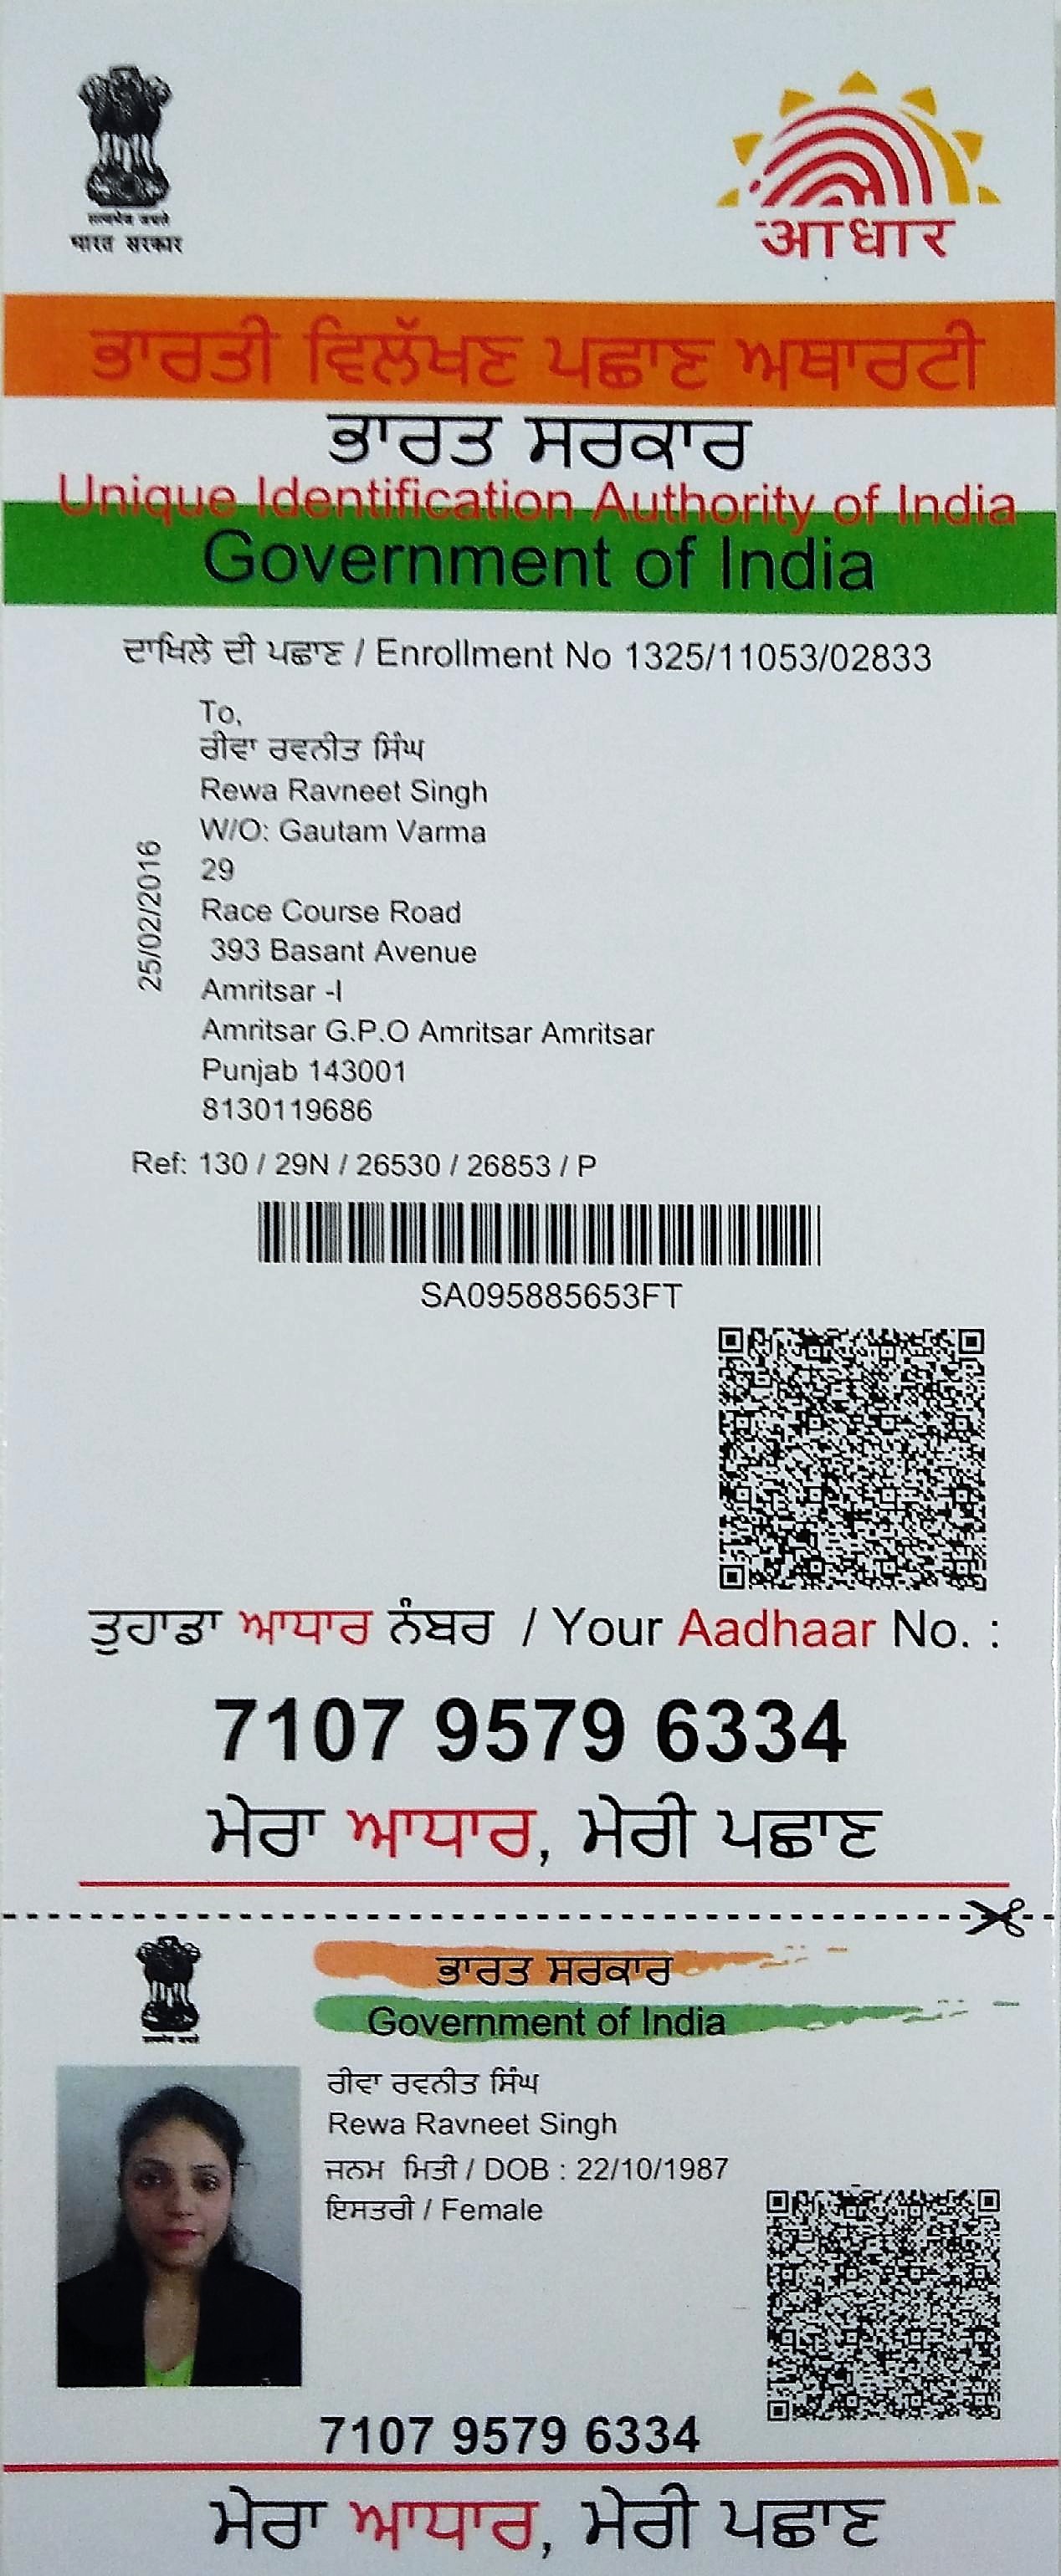 सत्यमेव जयते
भारत सरकार
आधार
ਭਾਰਤੀ ਵਿਲੱਖਣ ਪਛਾਣ ਅਥਾਰਟੀ
ਭਾਰਤ ਸਰਕਾਰ
Unique Identification Authority of India
Government of India
ਦਾਖਿਲੇ ਦੀ ਪਛਾਣ / Enrollment No 1325/11053/02833
To,
ਰੀਵਾ ਰਵਨੀਤ ਸਿੰਘ
Rewa Ravneet Singh
W/O: Gautam Varma
29
Race Course Road
393 Basant Avenue
Amritsar -I
Amritsar G.P.O Amritsar Amritsar
Punjab 143001
8130119686
25/02/2016
Ref: 130 / 29N / 26530 / 26853 / P
SA095885653FT
ਤੁਹਾਡਾ ਆਧਾਰ ਨੰਬਰ / Your Aadhaar No. :
7107 9579 6334
ਮੇਰਾ ਆਧਾਰ, ਮੇਰੀ ਪਛਾਣ
सत्यमेव जयते
ਭਾਰਤ ਸਰਕਾਰ
Government of India
ਰੀਵਾ ਰਵਨੀਤ ਸਿੰਘ
Rewa Ravneet Singh
ਜਨਮ ਮਿਤੀ / DOB : 22/10/1987
ਇਸਤਰੀ / Female
7107 9579 6334
ਮੇਰਾ ਆਧਾਰ, ਮੇਰੀ ਪਛਾਣ